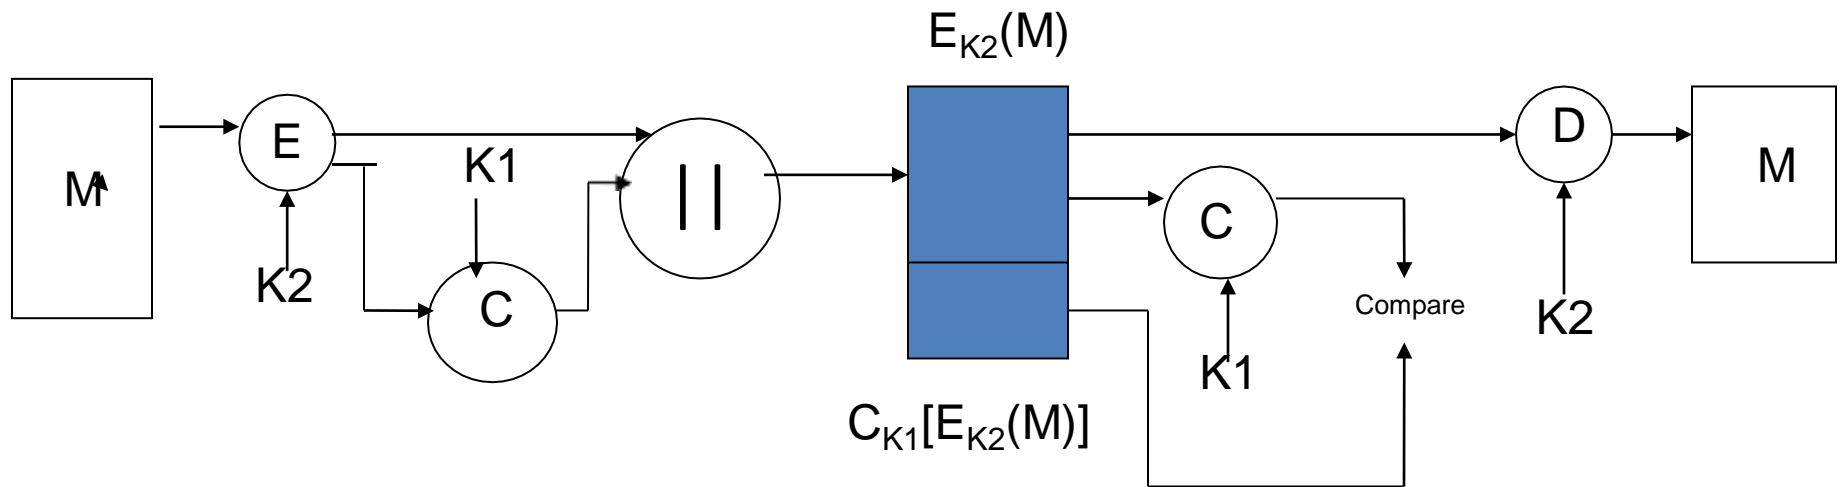 E_K2(M)
M
E
K1
||
K2
C
C
D
M
Compare
K1
K2
C_K1[E_K2(M)]